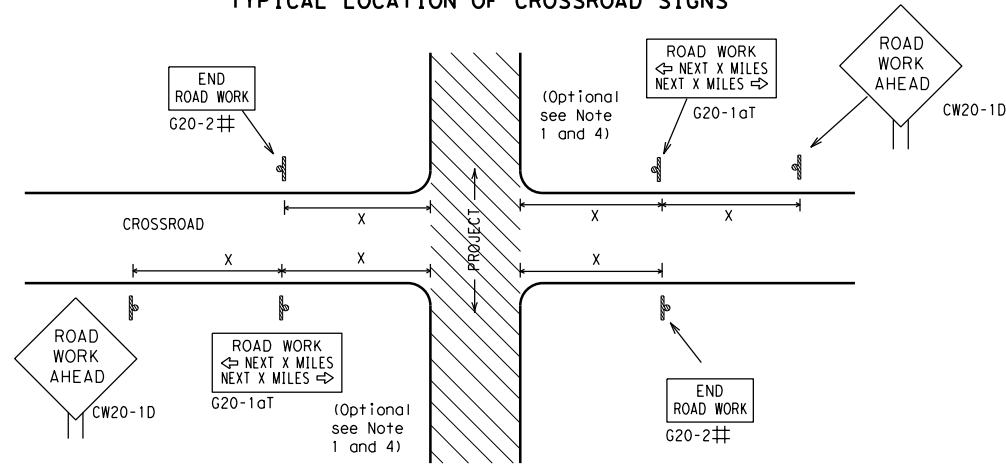 TYPICAL LOCATION OF CROSSROAD SIGNS
ROAD
WORK
AHEAD
CW20-1D
ROAD WORK
⇦ NEXT X MILES
NEXT X MILES ⇨
G20-1aT
(Optional
see Note
1 and 4)
END
ROAD WORK
G20-2⌗
X
X
X
CROSSROAD
PROJECT
X
X
X
ROAD
WORK
AHEAD
CW20-1D
ROAD WORK
⇦ NEXT X MILES
NEXT X MILES ⇨
G20-1aT
(Optional
see Note
1 and 4)
END
ROAD WORK
G20-2⌗